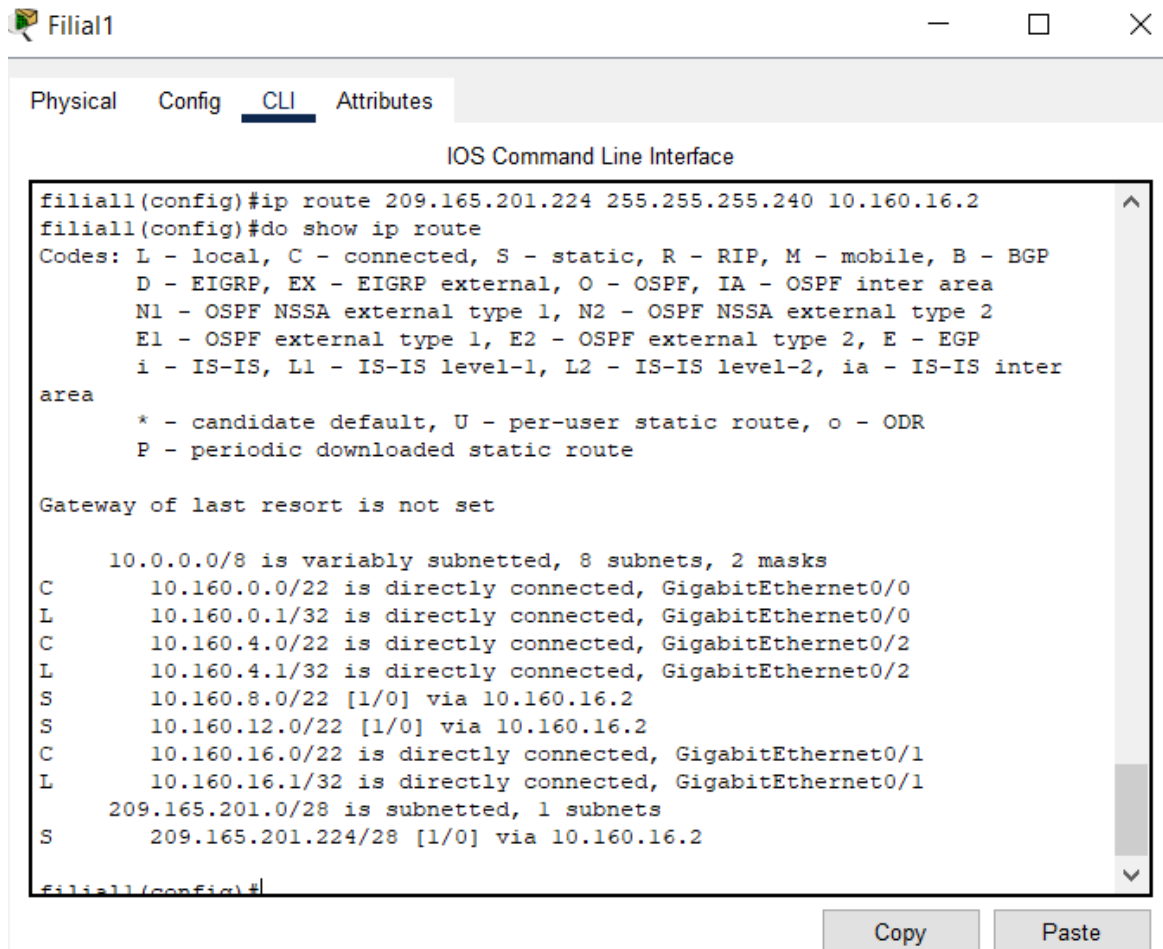 Filial1
Physical Config CLI Attributes
IOS Command Line Interface
filial1(config)#ip route 209.165.201.224 255.255.255.240 10.160.16.2
filial1(config)#do show ip route
Codes: L - local, C - connected, S - static, R - RIP, M - mobile, B - BGP
D - EIGRP, EX - EIGRP external, O - OSPF, IA - OSPF inter area
N1 - OSPF NSSA external type 1, N2 - OSPF NSSA external type 2
E1 - OSPF external type 1, E2 - OSPF external type 2, E - EGP
i - IS-IS, L1 - IS-IS level-1, L2 - IS-IS level-2, ia - IS-IS inter
area
* - candidate default, U - per-user static route, o - ODR
P - periodic downloaded static route
Gateway of last resort is not set
10.0.0.0/8 is variably subnetted, 8 subnets, 2 masks
C 10.160.0.0/22 is directly connected, GigabitEthernet0/0
L 10.160.0.1/32 is directly connected, GigabitEthernet0/0
C 10.160.4.0/22 is directly connected, GigabitEthernet0/2
L 10.160.4.1/32 is directly connected, GigabitEthernet0/2
S 10.160.8.0/22 [1/0] via 10.160.16.2
S 10.160.12.0/22 [1/0] via 10.160.16.2
C 10.160.16.0/22 is directly connected, GigabitEthernet0/1
L 10.160.16.1/32 is directly connected, GigabitEthernet0/1
209.165.201.0/28 is subnetted, 1 subnets
S 209.165.201.224/28 [1/0] via 10.160.16.2
filial1(config)#
Copy Paste